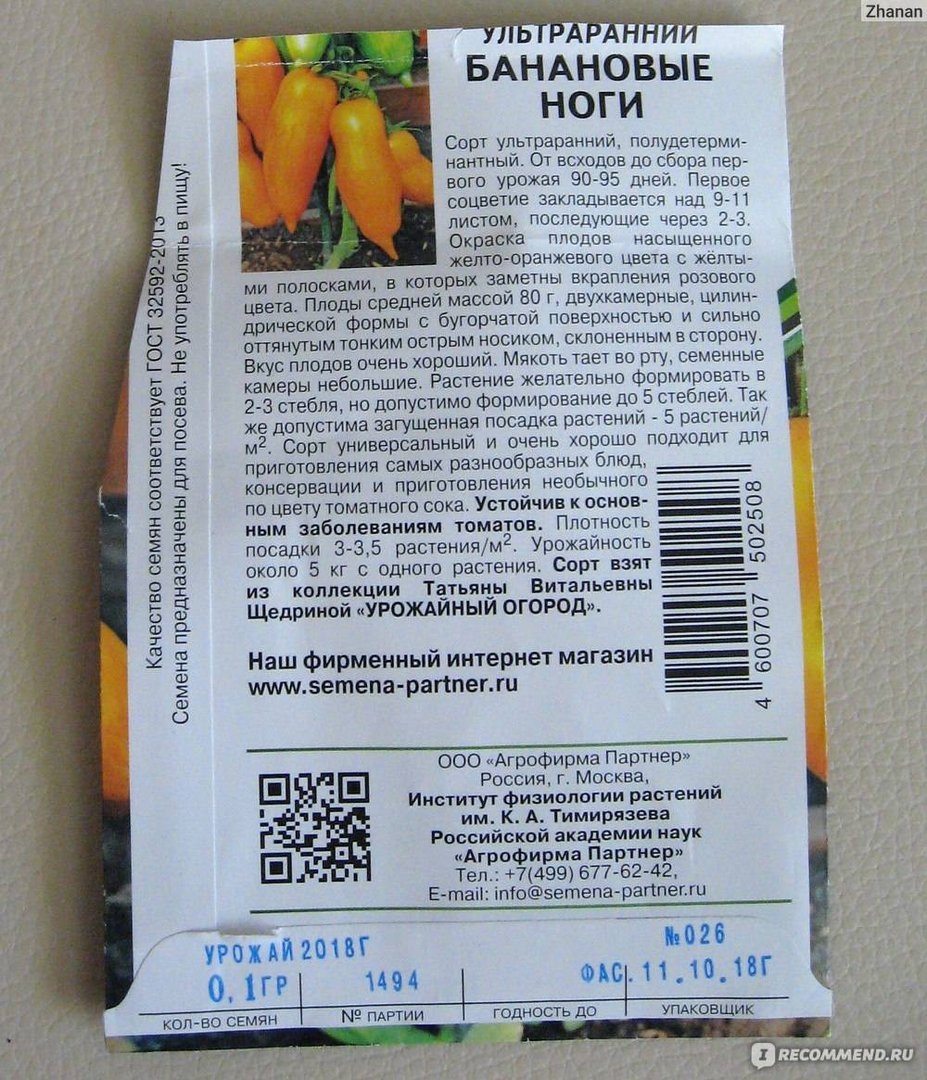 Zhanan
УЛЬТРАРАННИЙ
БАНАНОВЫЕ
НОГИ
Сорт ультраранний, полудетерми-
нантный. От всходов до сбора пер-
вого урожая 90-95 дней. Первое
соцветие закладывается над 9-11
листом, последующие через 2-3.
Окраска плодов насыщенного
желто-оранжевого цвета с жёлты-
ми полосками, в которых заметны вкрапления розового
цвета. Плоды средней массой 80 г, двухкамерные, цилин-
дрической формы с бугорчатой поверхностью и сильно
оттянутым тонким острым носиком, склоненным в сторону.
Вкус плодов очень хороший. Мякоть тает во рту, семенные
камеры небольшие. Растение желательно формировать в
2-3 стебля, но допустимо формирование до 5 стеблей. Так
же допустима загущенная посадка растений - 5 растений/
м². Сорт универсальный и очень хорошо подходит для
приготовления самых разнообразных блюд,
консервации и приготовления необычного
по цвету томатного сока. Устойчив к основ-
ным заболеваниям томатов. Плотность
посадки 3-3,5 растения/м². Урожайность
около 5 кг с одного растения. Сорт взят
из коллекции Татьяны Витальевны
Щедриной «УРОЖАЙНЫЙ ОГОРОД».
Качество семян соответствует ГОСТ 32592-2013
Семена предназначены для посева. Не употреблять в пищу!
4 600707 502508
Наш фирменный интернет магазин
www.semena-partner.ru
ООО «Агрофирма Партнер»
Россия, г. Москва,
Институт физиологии растений
им. К. А. Тимирязева
Российской академии наук
«Агрофирма Партнер»
Тел.: +7(499) 677-62-42,
E-mail: info@semena-partner.ru
УРОЖАЙ 2018Г №026
0,1ГР 1494 ФАС. 11.10.18Г
КОЛ-ВО СЕМЯН № ПАРТИИ ГОДНОСТЬ ДО УПАКОВЩИК
I RECOMMEND.RU